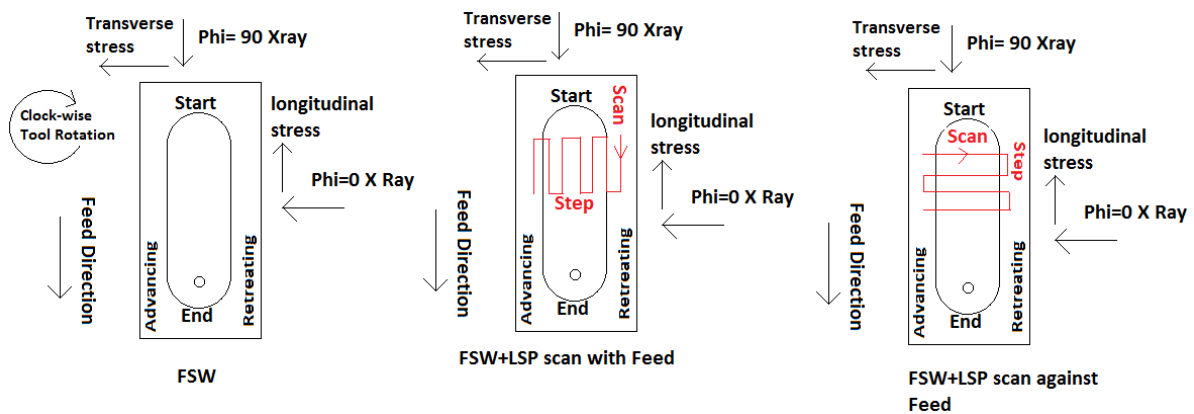 Transverse
stress
Phi= 90 Xray
Clock-wise
Tool Rotation
Start
longitudinal
stress
Phi=0 X Ray
Feed Direction
Advancing
Retreating
End
FSW
Transverse
stress
Phi= 90 Xray
Start
Scan
longitudinal
stress
Step
Phi=0 X Ray
Feed Direction
Advancing
Retreating
End
FSW+LSP scan with Feed
Transverse
stress
Phi= 90 Xray
Start
Scan
Step
longitudinal
stress
Phi=0 X Ray
Feed Direction
Advancing
Retreating
End
FSW+LSP scan against
Feed